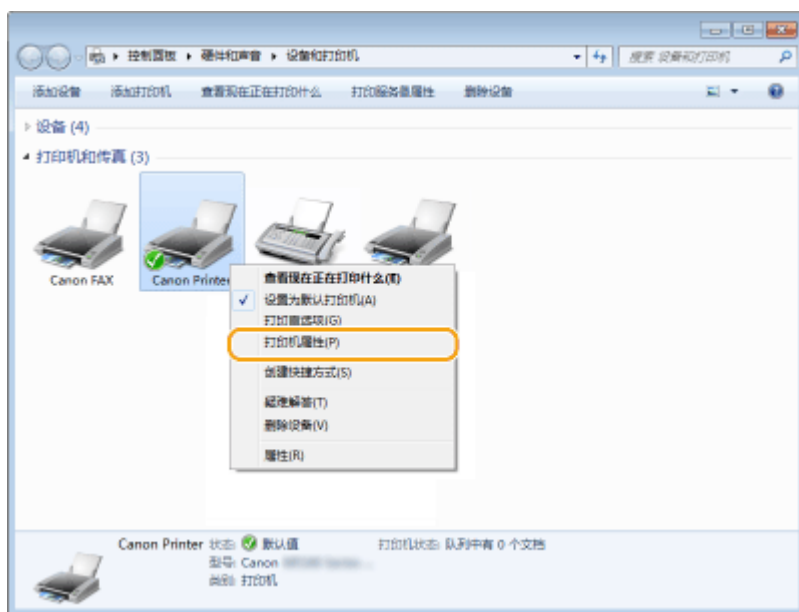 控制面板 ▸ 硬件和声音 ▸ 设备和打印机
搜索 设备和打印机
添加设备 添加打印机 查看现在正在打印什么 打印服务器属性 删除设备
设备 (4)
打印机和传真 (3)
Canon FAX Canon Printer
查看现在正在打印什么(E)
设置为默认打印机(A)
打印首选项(G)
打印机属性(P)
创建快捷方式(S)
疑难解答(T)
删除设备(V)
属性(R)
Canon Printer 状态: 默认值 打印机状态: 队列中有 0 个文档
型号: Canon
类别: 打印机